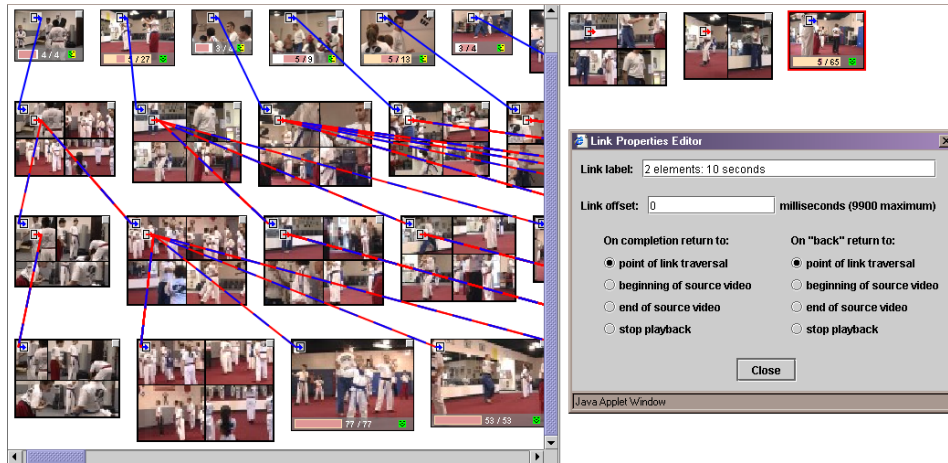 4 / 4
5 / 27
3 / 4
5 / 9
5 / 13
3 / 4
5 / 65
77 / 77
53 / 53
Link Properties Editor
Link label: 2 elements: 10 seconds
Link offset: 0 milliseconds (9900 maximum)
On completion return to: On "back" return to:
point of link traversal point of link traversal
beginning of source video beginning of source video
end of source video end of source video
stop playback stop playback
Close
Java Applet Window